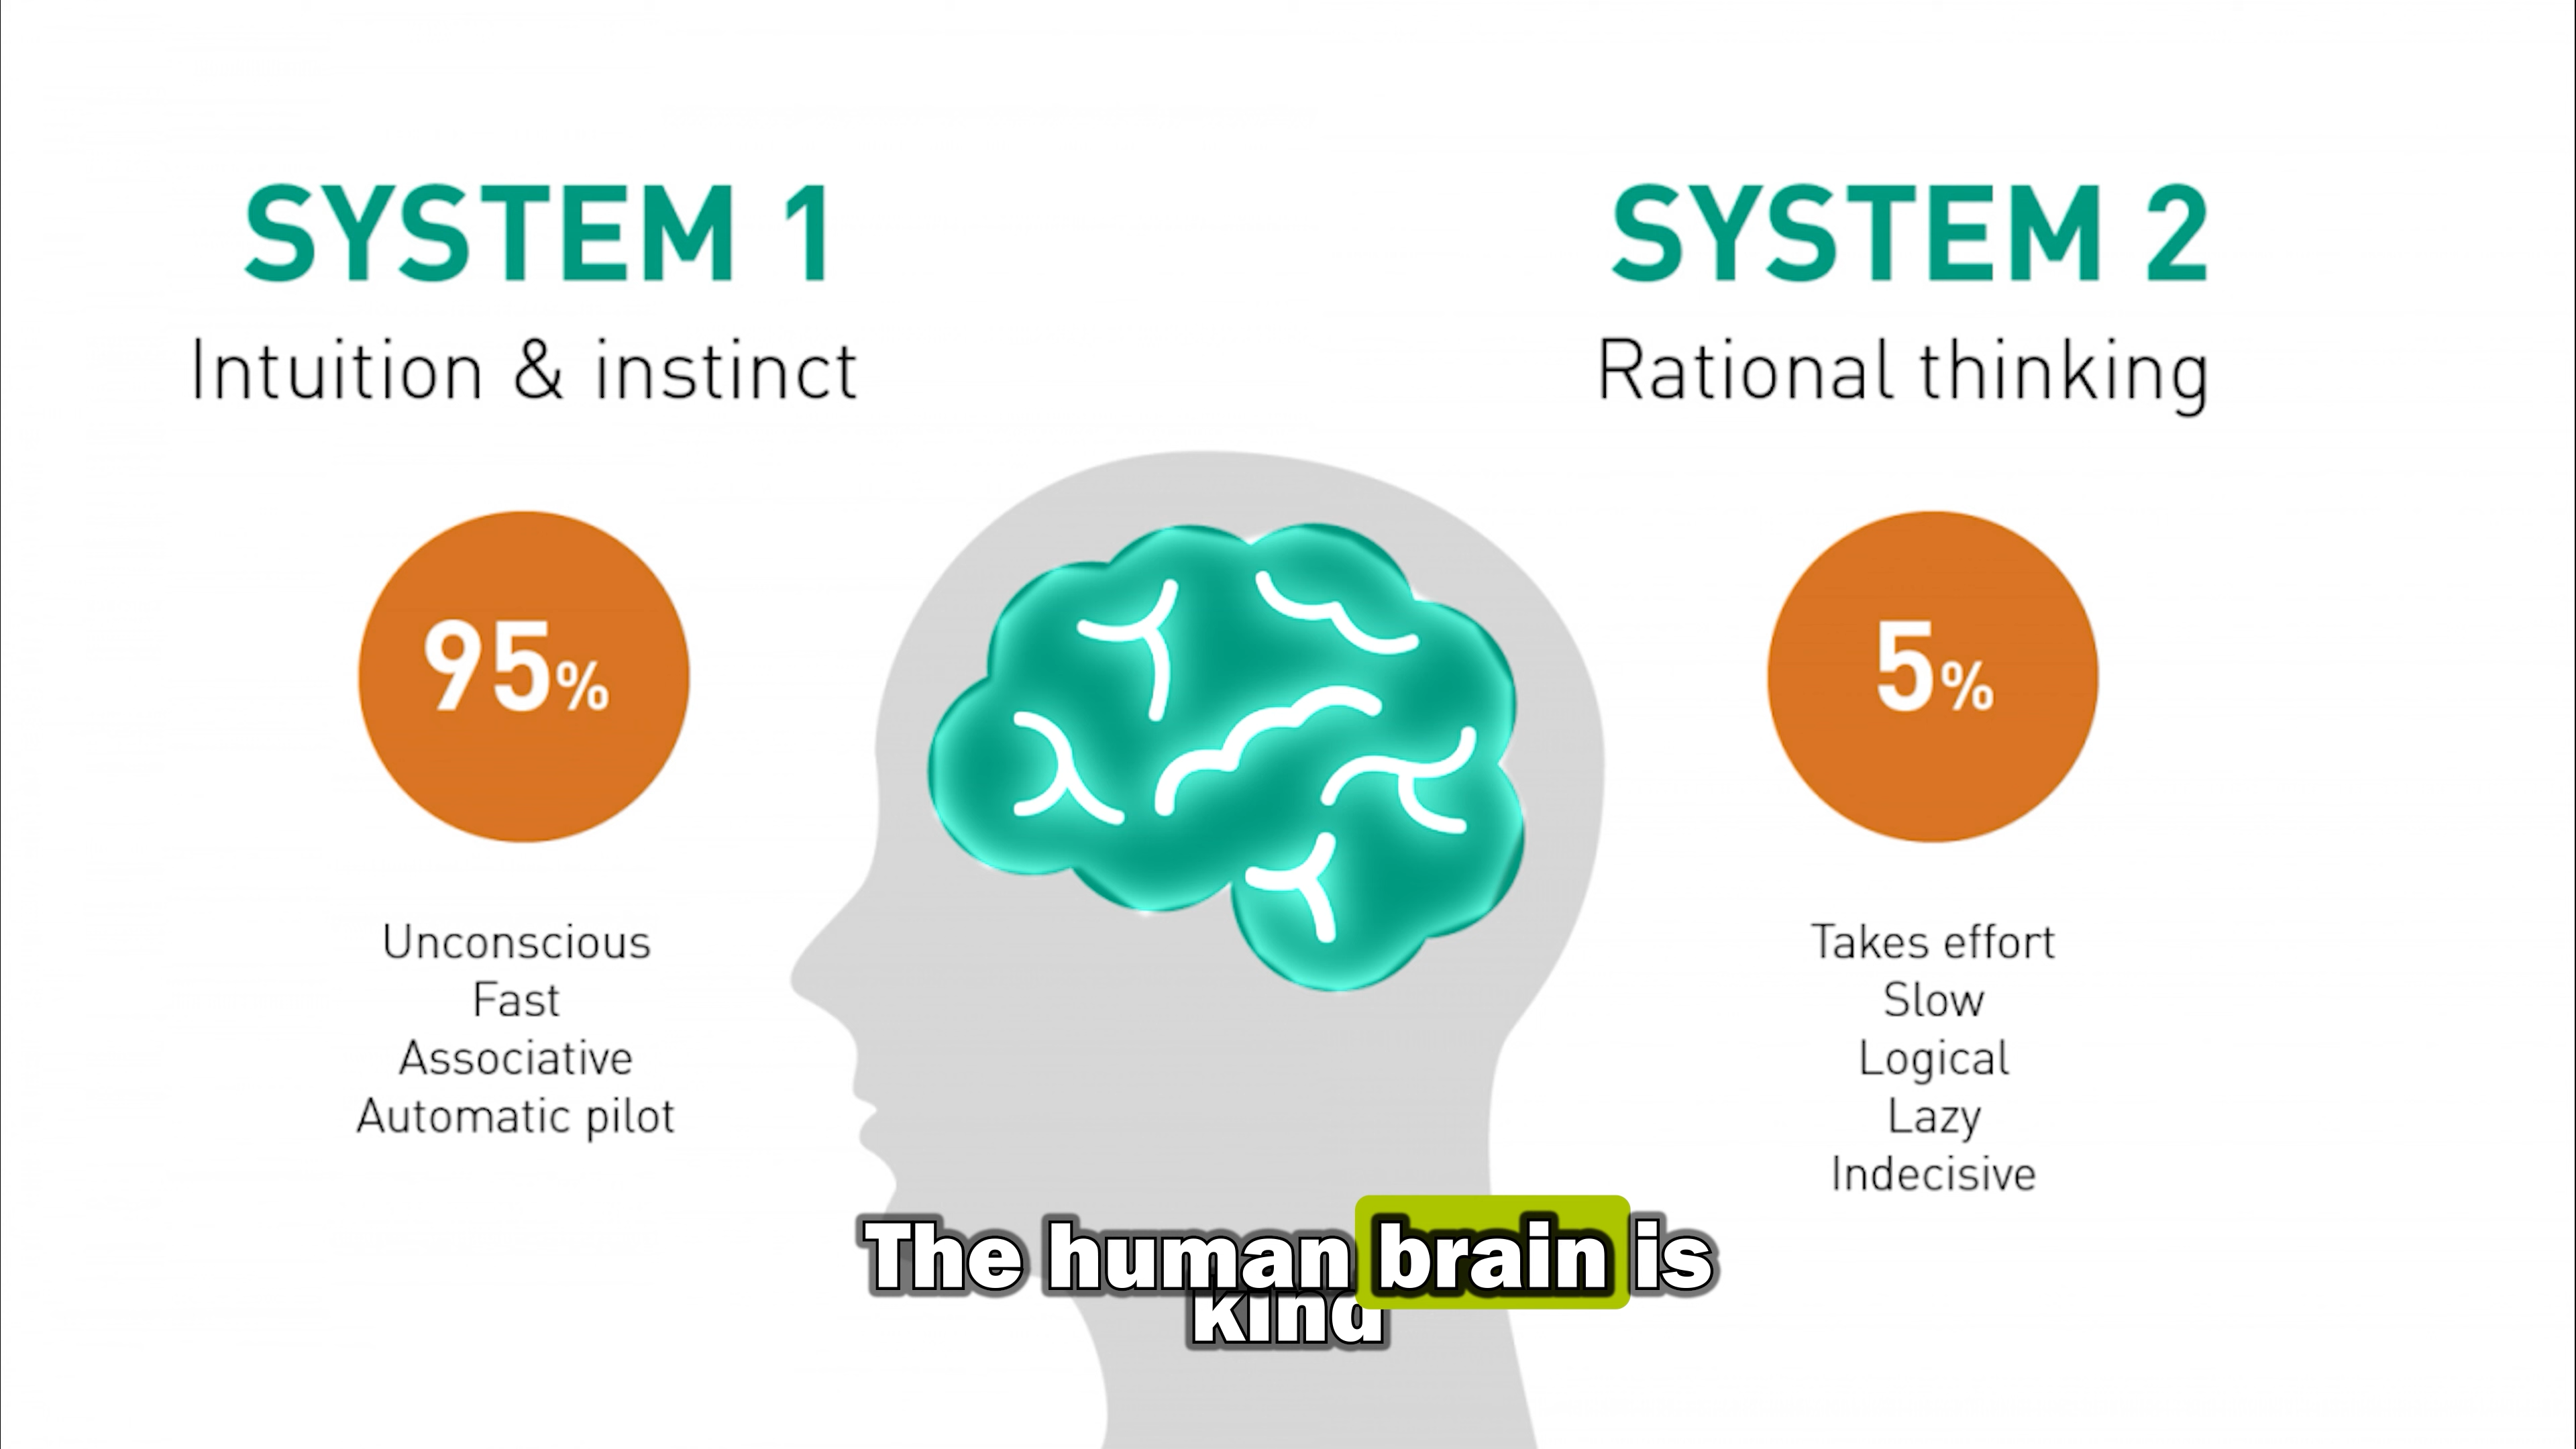 SYSTEM 1
Intuition & instinct
95%
Unconscious
Fast
Associative
Automatic pilot
SYSTEM 2
Rational thinking
5%
Takes effort
Slow
Logical
Lazy
Indecisive
The human brain is
kind